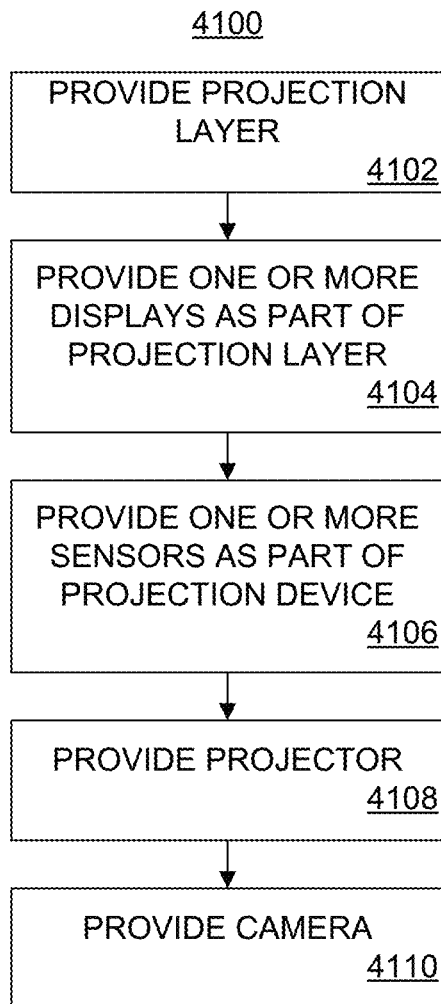 4100
PROVIDE PROJECTION
LAYER
4102
PROVIDE ONE OR MORE
DISPLAYS AS PART OF
PROJECTION LAYER
4104
PROVIDE ONE OR MORE
SENSORS AS PART OF
PROJECTION DEVICE
4106
PROVIDE PROJECTOR
4108
PROVIDE CAMERA
4110